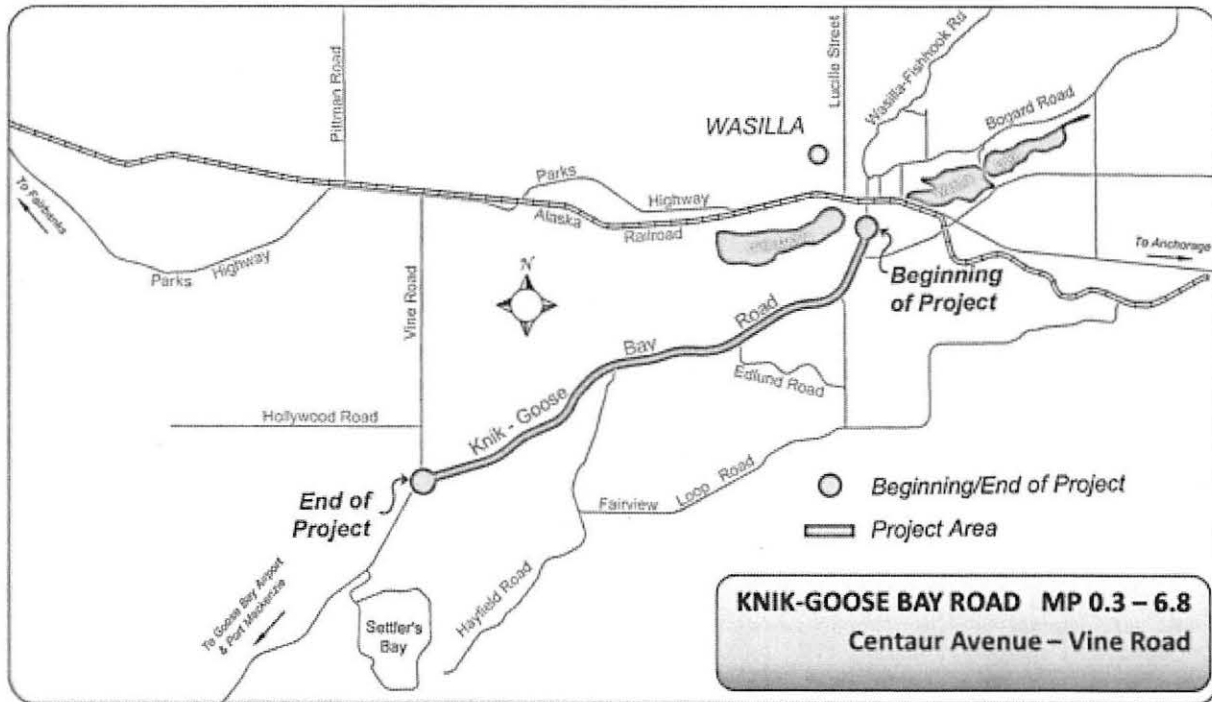 Pittman Road
Lucille Street
Wasilla-Fishhook Rd
Bogard Road
WASILLA
Parks
Highway
Alaska
Railroad
To Fairbanks
Parks Highway
To Anchorage
N
Beginning
of Project
Vine Road
Knik - Goose Bay Road
Edlund Road
Hollywood Road
End of
Project
Fairview Loop Road
Beginning/End of Project
Project Area
To Goose Bay Airport
& Port Mackenzie
Settler's
Bay
Hayfield Road
KNIK-GOOSE BAY ROAD MP 0.3 – 6.8
Centaur Avenue – Vine Road